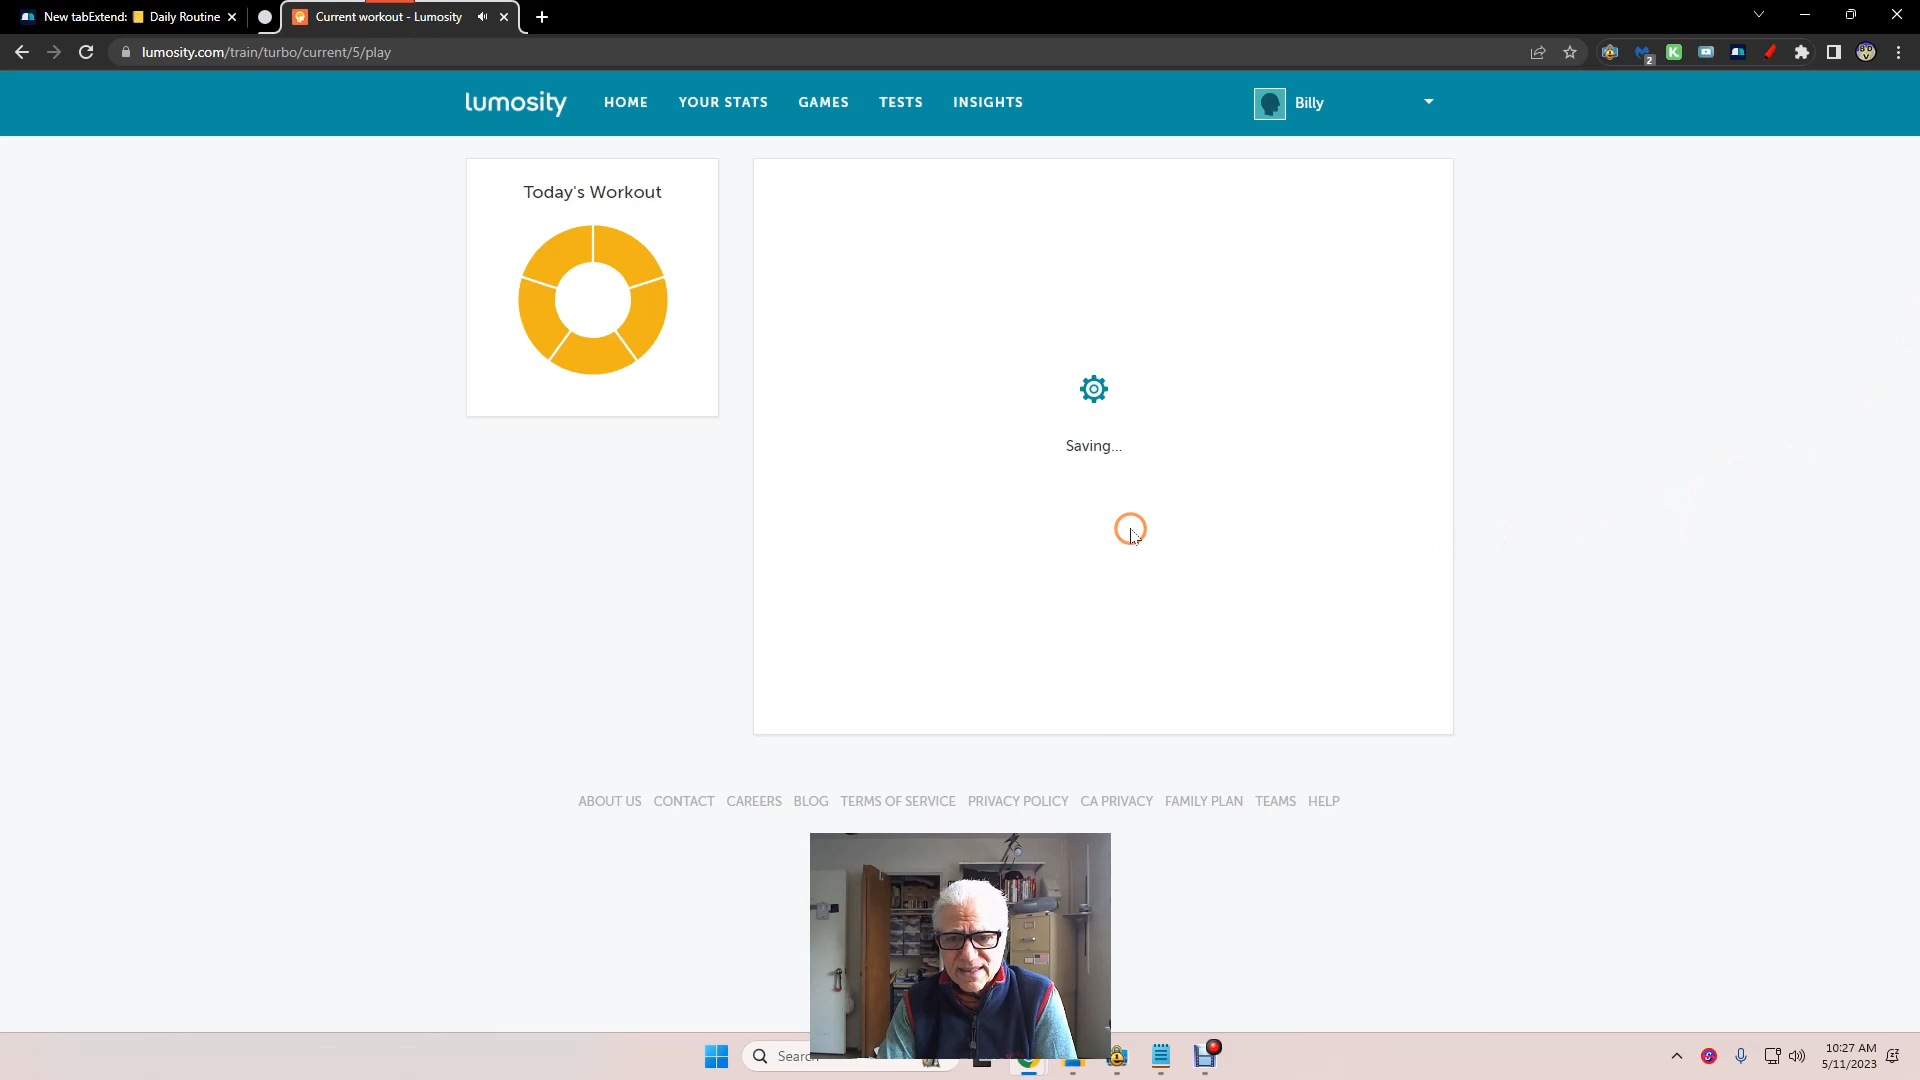 New tabExtend: Daily Routine
Current workout - Lumosity
lumosity.com/train/turbo/current/5/play
2
lumosity
HOME
YOUR STATS
GAMES
TESTS
INSIGHTS
Billy
Today's Workout
Saving...
ABOUT US CONTACT CAREERS BLOG TERMS OF SERVICE PRIVACY POLICY CA PRIVACY FAMILY PLAN TEAMS HELP
Search
10:27 AM
5/11/2023